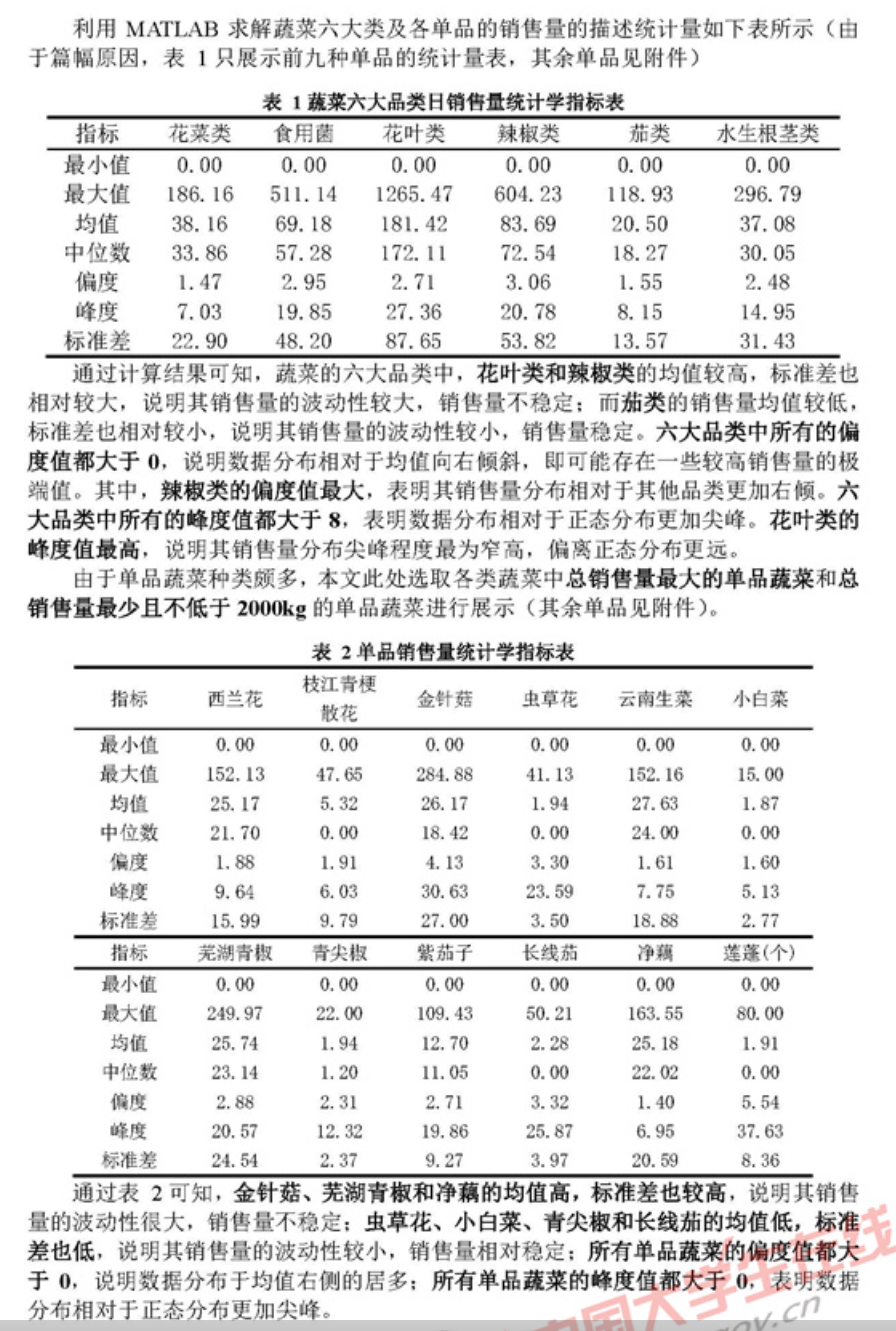 利用 MATLAB 求解蔬菜六大类及各单品的销售量的描述统计量如下表所示（由
于篇幅原因，表 1 只展示前九种单品的统计量表，其余单品见附件）
表 1 蔬菜六大品类日销售量统计学指标表
指标 花菜类 食用菌 花叶类 辣椒类 茄类 水生根茎类
最小值 0.00 0.00 0.00 0.00 0.00 0.00
最大值 186.16 511.14 1265.47 604.23 118.93 296.79
均值 38.16 69.18 181.42 83.69 20.50 37.08
中位数 33.86 57.28 172.11 72.54 18.27 30.05
偏度 1.47 2.95 2.71 3.06 1.55 2.48
峰度 7.03 19.85 27.36 20.78 8.15 14.95
标准差 22.90 48.20 87.65 53.82 13.57 31.43
通过计算结果可知，蔬菜的六大品类中，花叶类和辣椒类的均值较高，标准差也
相对较大，说明其销售量的波动性较大，销售量不稳定；而茄类的销售量均值较低，
标准差也相对较小，说明其销售量的波动性较小，销售量稳定。六大品类中所有的偏
度值都大于 0，说明数据分布相对于均值向右倾斜，即可能存在一些较高销售量的极
端值。其中，辣椒类的偏度值最大，表明其销售量分布相对于其他品类更加右倾。六
大品类中所有的峰度值都大于 8，表明数据分布相对于正态分布更加尖峰。花叶类的
峰度值最高，说明其销售量分布尖峰程度最为窄高，偏离正态分布更远。
由于单品蔬菜种类颇多，本文此处选取各类蔬菜中总销售量最大的单品蔬菜和总
销售量最少且不低于 2000kg 的单品蔬菜进行展示（其余单品见附件）。
表 2 单品销售量统计学指标表
指标 西兰花 枝江青梗散花 金针菇 虫草花 云南生菜 小白菜
最小值 0.00 0.00 0.00 0.00 0.00 0.00
最大值 152.13 47.65 284.88 41.13 152.16 15.00
均值 25.17 5.32 26.17 1.94 27.63 1.87
中位数 21.70 0.00 18.42 0.00 24.00 0.00
偏度 1.88 1.91 4.13 3.30 1.61 1.60
峰度 9.64 6.03 30.63 23.59 7.75 5.13
标准差 15.99 9.79 27.00 3.50 18.88 2.77
指标 芜湖青椒 青尖椒 紫茄子 长线茄 净藕 莲蓬(个)
最小值 0.00 0.00 0.00 0.00 0.00 0.00
最大值 249.97 22.00 109.43 50.21 163.55 80.00
均值 25.74 1.94 12.70 2.28 25.18 1.91
中位数 23.14 1.20 11.05 0.00 22.02 0.00
偏度 2.88 2.31 2.71 3.32 1.40 5.54
峰度 20.57 12.32 19.86 25.87 6.95 37.63
标准差 24.54 2.37 9.27 3.97 20.59 8.36
通过表 2 可知，金针菇、芜湖青椒和净藕的均值高，标准差也较高，说明其销售
量的波动性很大，销售量不稳定；虫草花、小白菜、青尖椒和长线茄的均值低，标准
差也低，说明其销售量的波动性较小，销售量相对稳定；所有单品蔬菜的偏度值都大
于 0，说明数据分布于均值右侧的居多；所有单品蔬菜的峰度值都大于 0，表明数据
分布相对于正态分布更加尖峰。
中国大学生在线
gov.cn